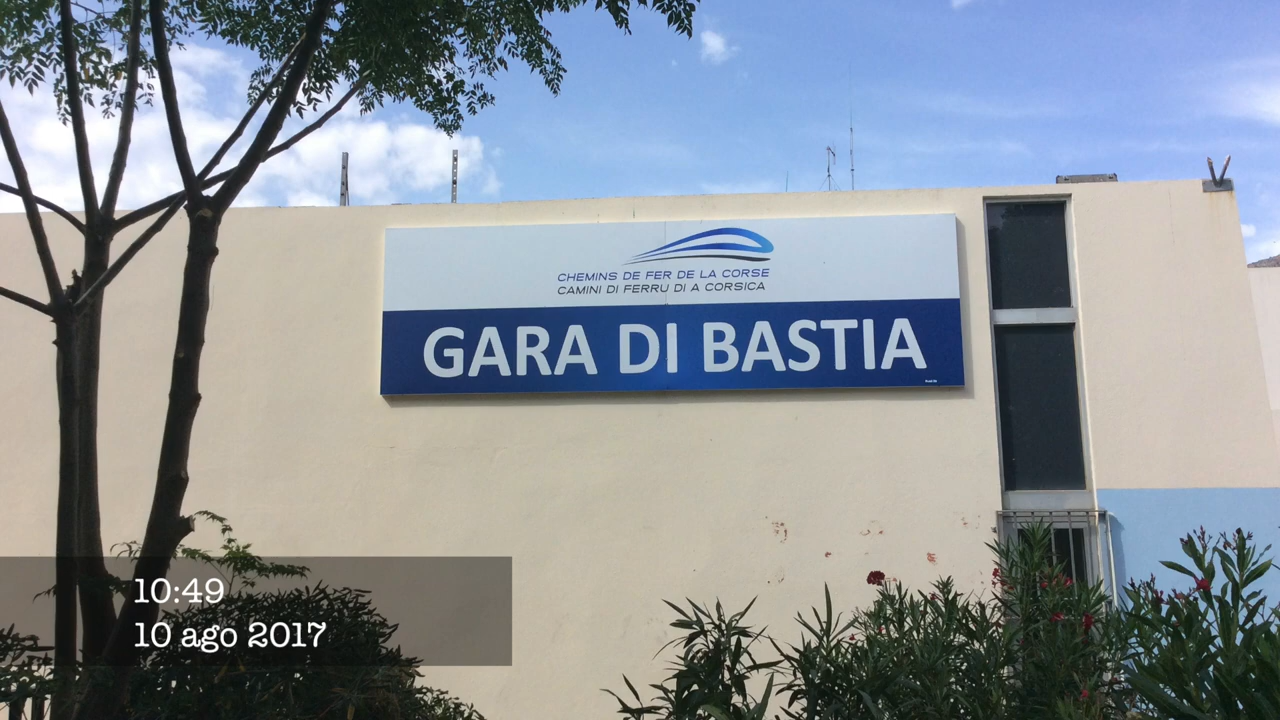 CHEMINS DE FER DE LA CORSE
CAMINI DI FERRU DI A CORSICA
GARA DI BASTIA
10:49
10 ago 2017